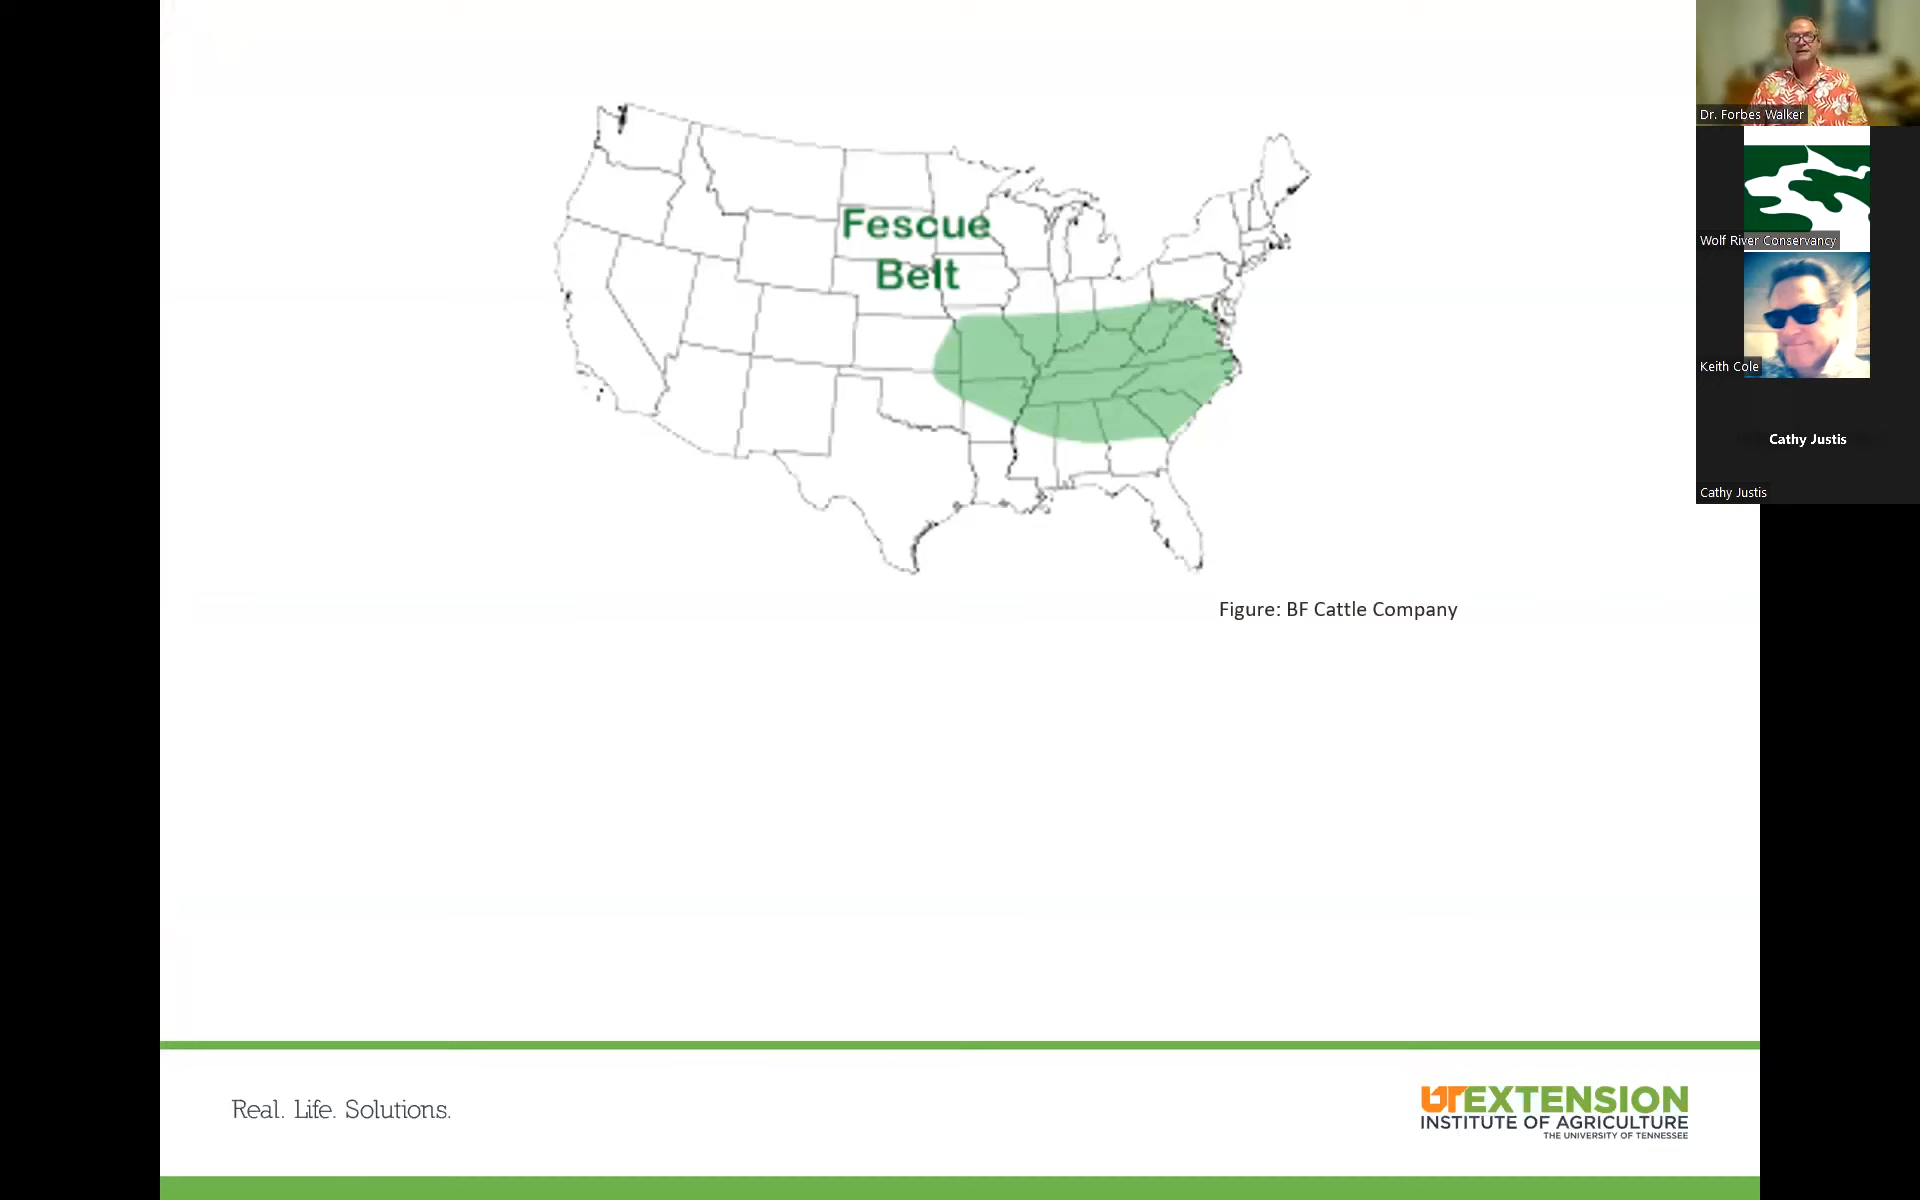 Fescue
Belt
Figure: BF Cattle Company
Real. Life. Solutions.
UTEXTENSION
INSTITUTE OF AGRICULTURE
THE UNIVERSITY OF TENNESSEE
Dr. Forbes Walker
Wolf River Conservancy
Keith Cole
Cathy Justis
Cathy Justis